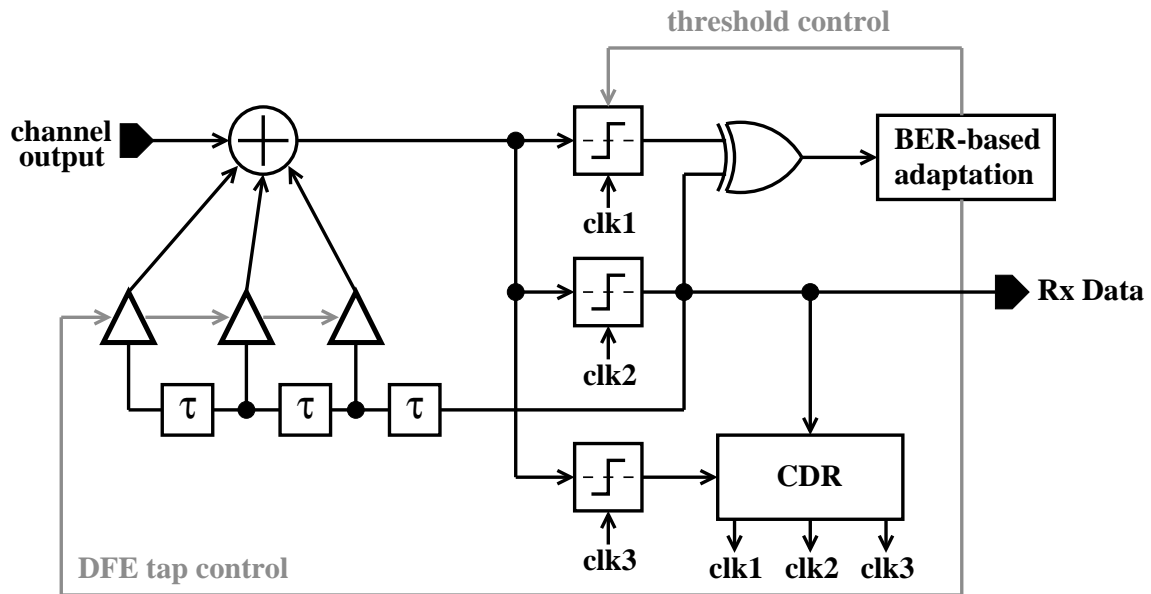 threshold control
channel
output
BER-based
adaptation
clk1
Rx Data
clk2
τ
τ
τ
CDR
clk3
clk1
clk2
clk3
DFE tap control